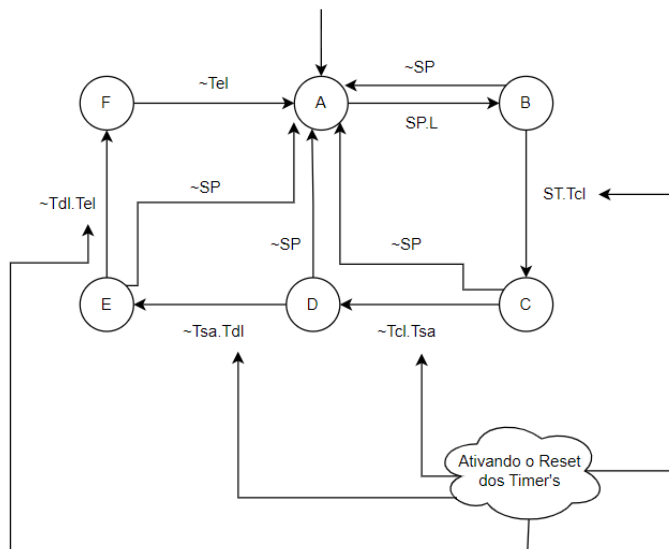 ~SP
~Tel
F
A
B
SP.L
~SP
ST.Tcl
~Tdl.Tel
~SP
~SP
E
D
C
~Tsa.Tdl
~Tcl.Tsa
Ativando o Reset
dos Timer's